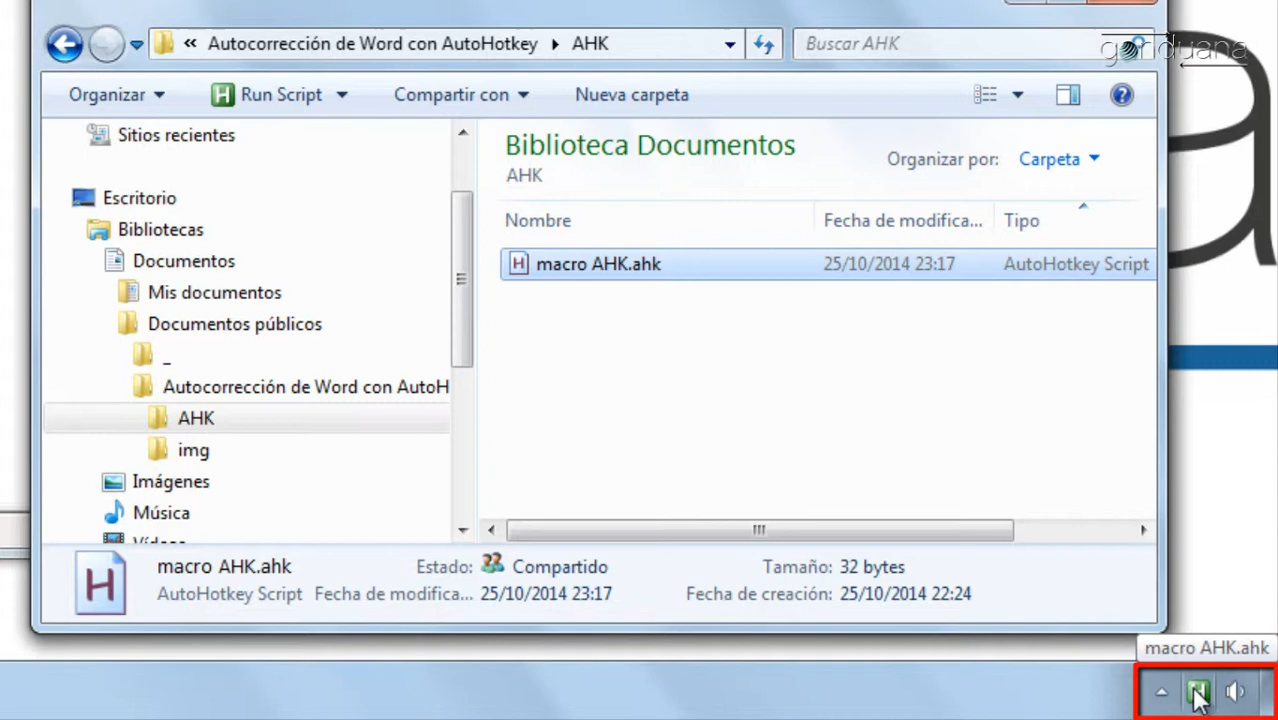 « Autocorrección de Word con AutoHotkey ▸ AHK
Buscar AHK
gonduana
Organizar
Run Script
Compartir con
Nueva carpeta
Sitios recientes
Escritorio
Bibliotecas
Documentos
Mis documentos
Documentos públicos
_
Autocorrección de Word con AutoH
AHK
img
Imágenes
Música
Vídeos
Biblioteca Documentos
AHK
Organizar por: Carpeta
Nombre
Fecha de modifica...
Tipo
macro AHK.ahk
25/10/2014 23:17
AutoHotkey Script
macro AHK.ahk
Estado: Compartido
Tamaño: 32 bytes
AutoHotkey Script
Fecha de modifica... 25/10/2014 23:17
Fecha de creación: 25/10/2014 22:24
macro AHK.ahk